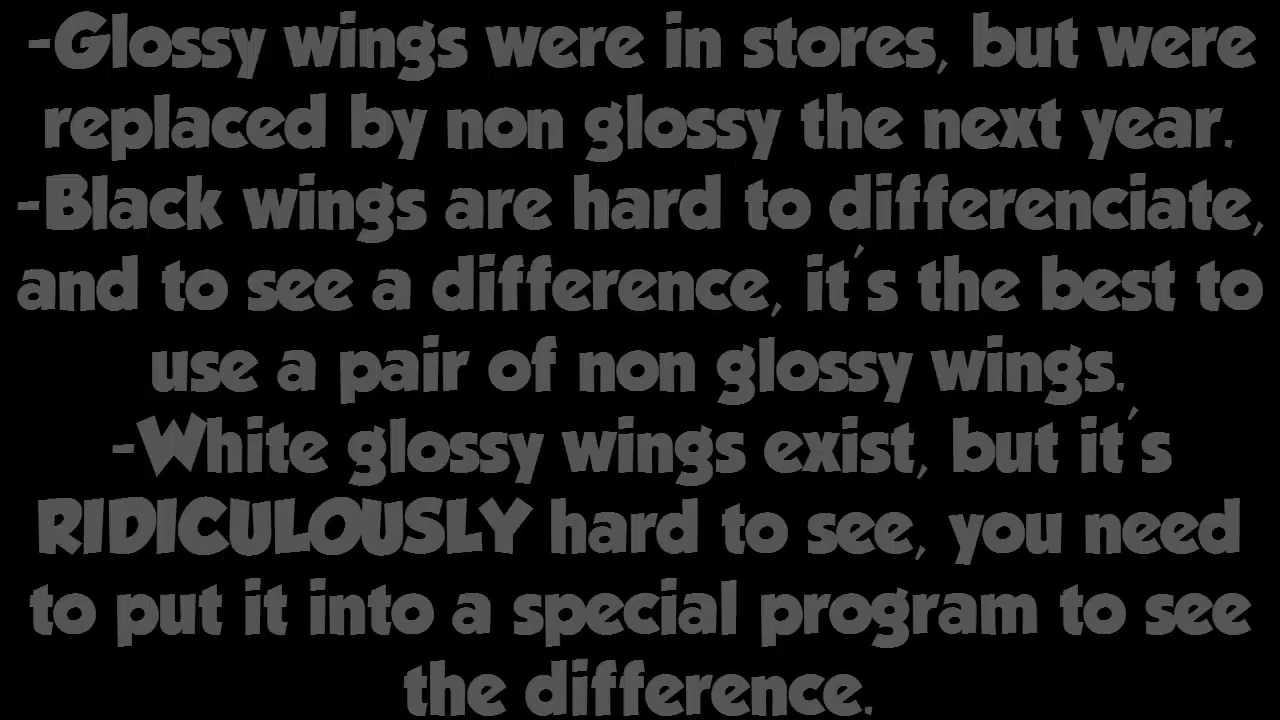 -Glossy wings were in stores, but were
replaced by non glossy the next year.
-Black wings are hard to differenciate,
and to see a difference, it's the best to
use a pair of non glossy wings.
-White glossy wings exist, but it's
RIDICULOUSLY hard to see, you need
to put it into a special program to see
the difference.